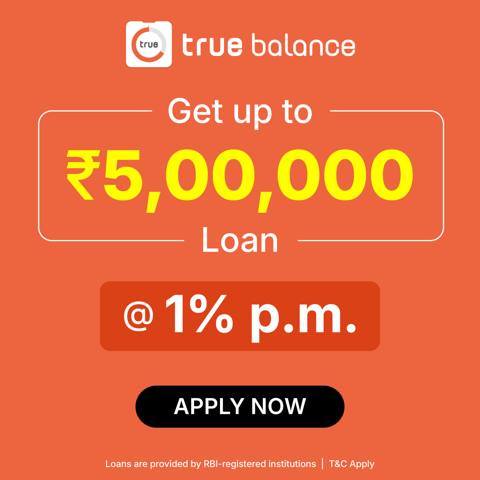 true
true balance
Get up to
₹5,00,000
Loan
@ 1% p.m.
APPLY NOW
Loans are provided by RBI-registered institutions | T&C Apply